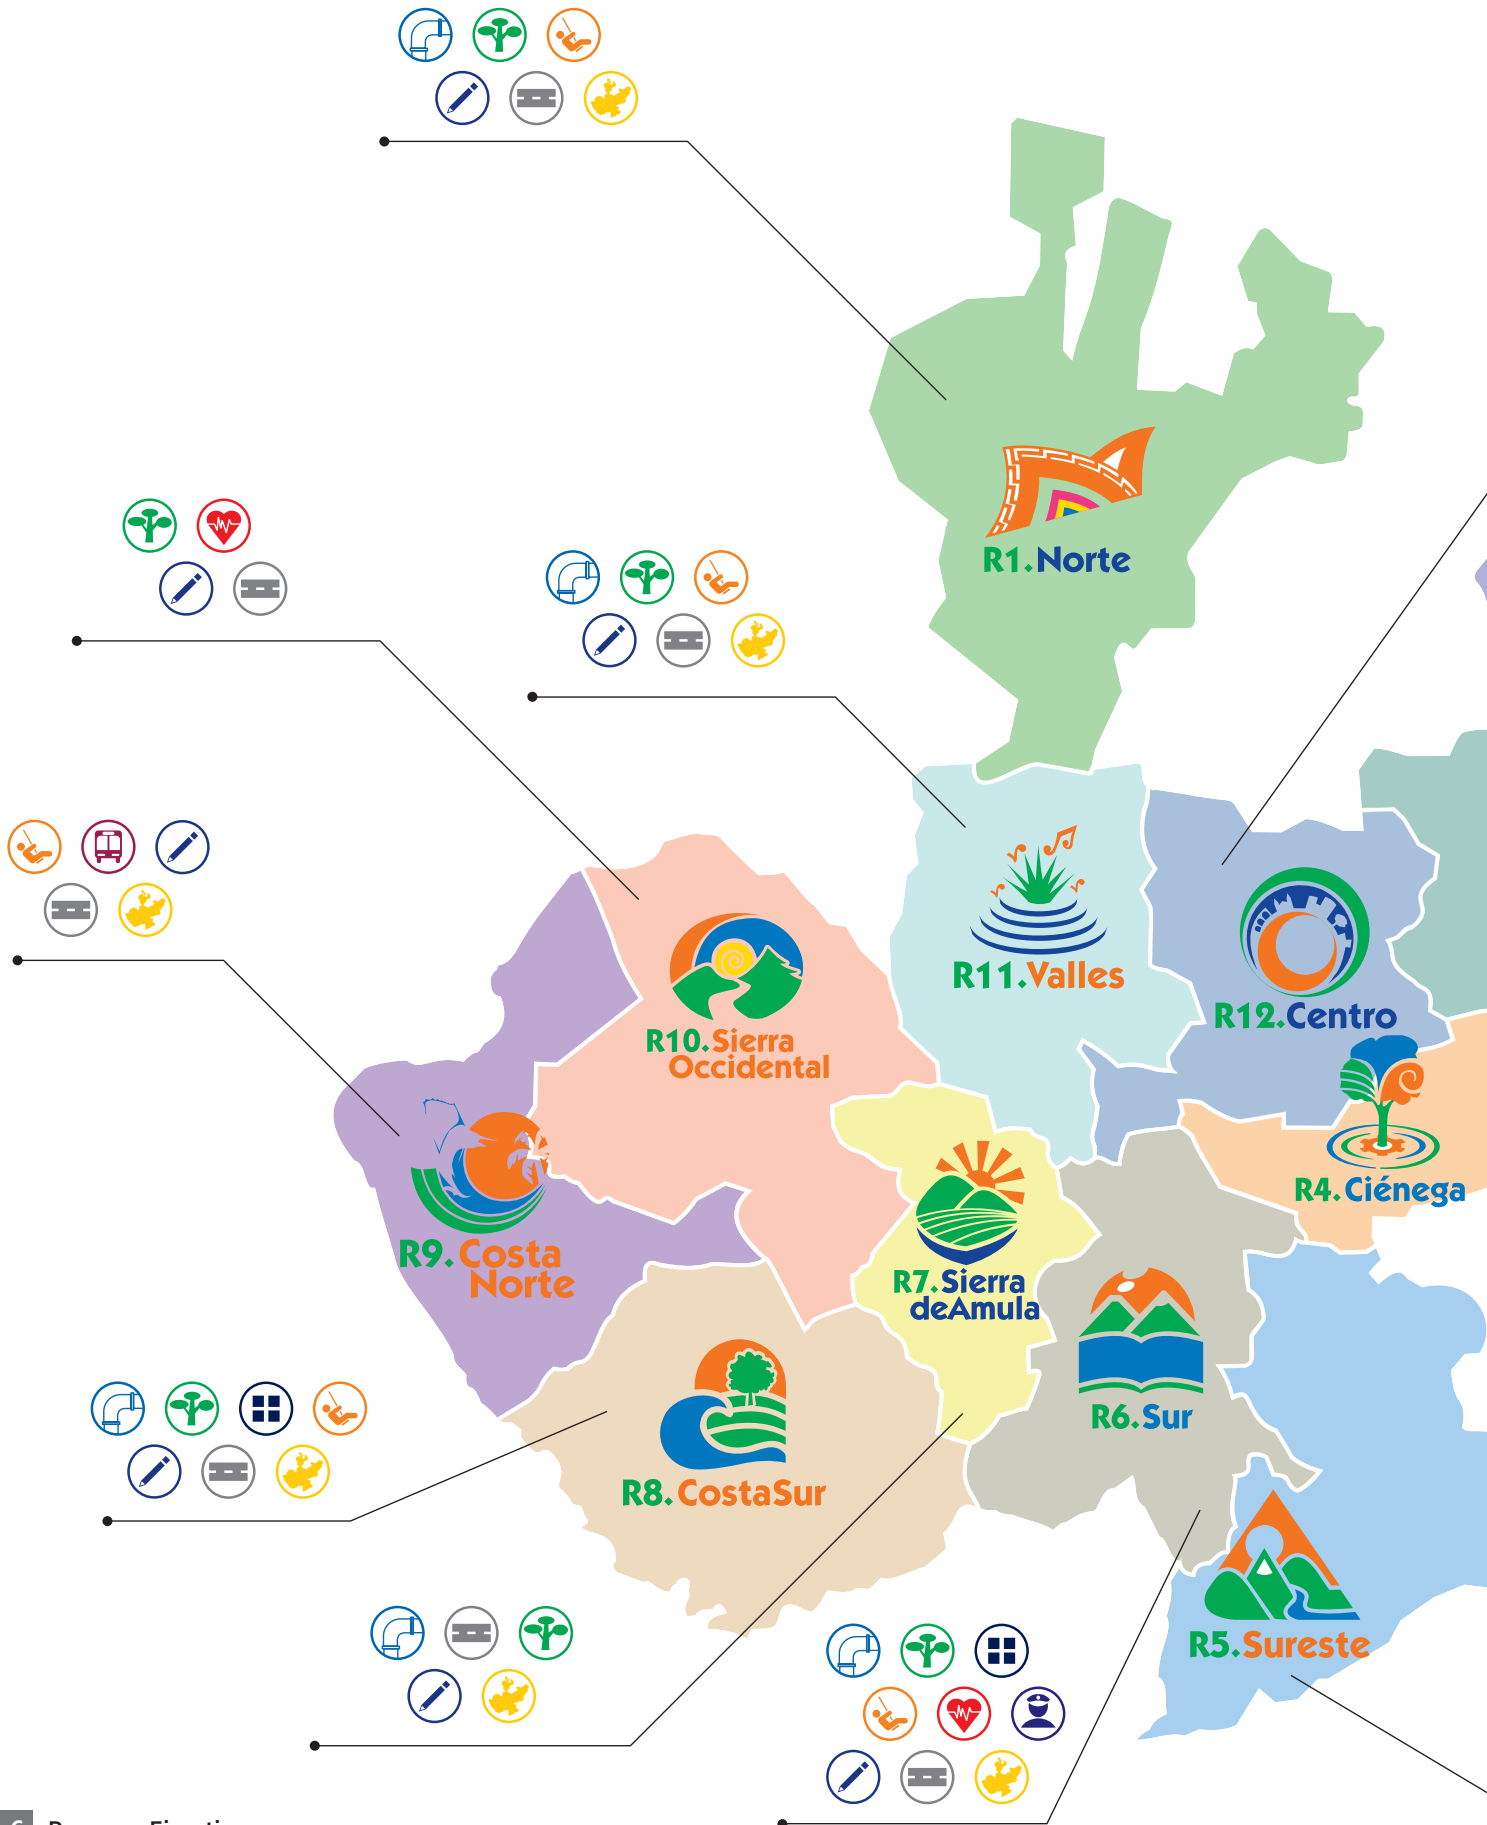 R1.Norte
R11.Valles
R12.Centro
R10.Sierra
Occidental
R4.Ciénega
R9.Costa
Norte
R7.Sierra
deAmula
R6.Sur
R8.CostaSur
R5.Sureste